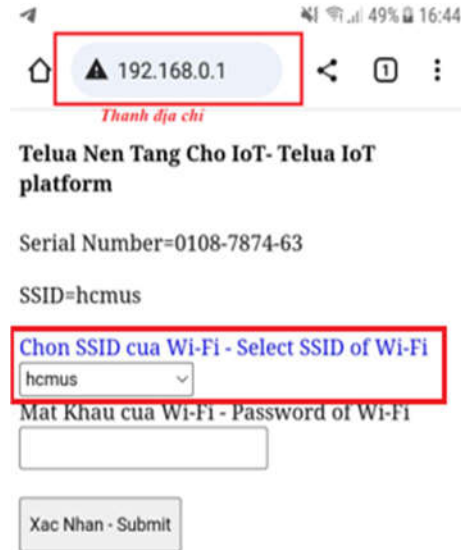 49% 16:44
192.168.0.1
1
Thanh địa chỉ
Telua Nen Tang Cho IoT- Telua IoT
platform
Serial Number=0108-7874-63
SSID=hcmus
Chon SSID cua Wi-Fi - Select SSID of Wi-Fi
hcmus
Mat Khau cua Wi-Fi - Password of Wi-Fi
Xac Nhan - Submit